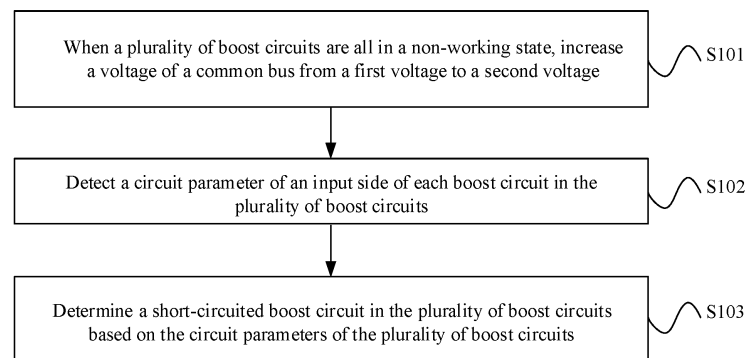 When a plurality of boost circuits are all in a non-working state, increase
a voltage of a common bus from a first voltage to a second voltage
S101
Detect a circuit parameter of an input side of each boost circuit in the
plurality of boost circuits
S102
Determine a short-circuited boost circuit in the plurality of boost circuits
based on the circuit parameters of the plurality of boost circuits
S103